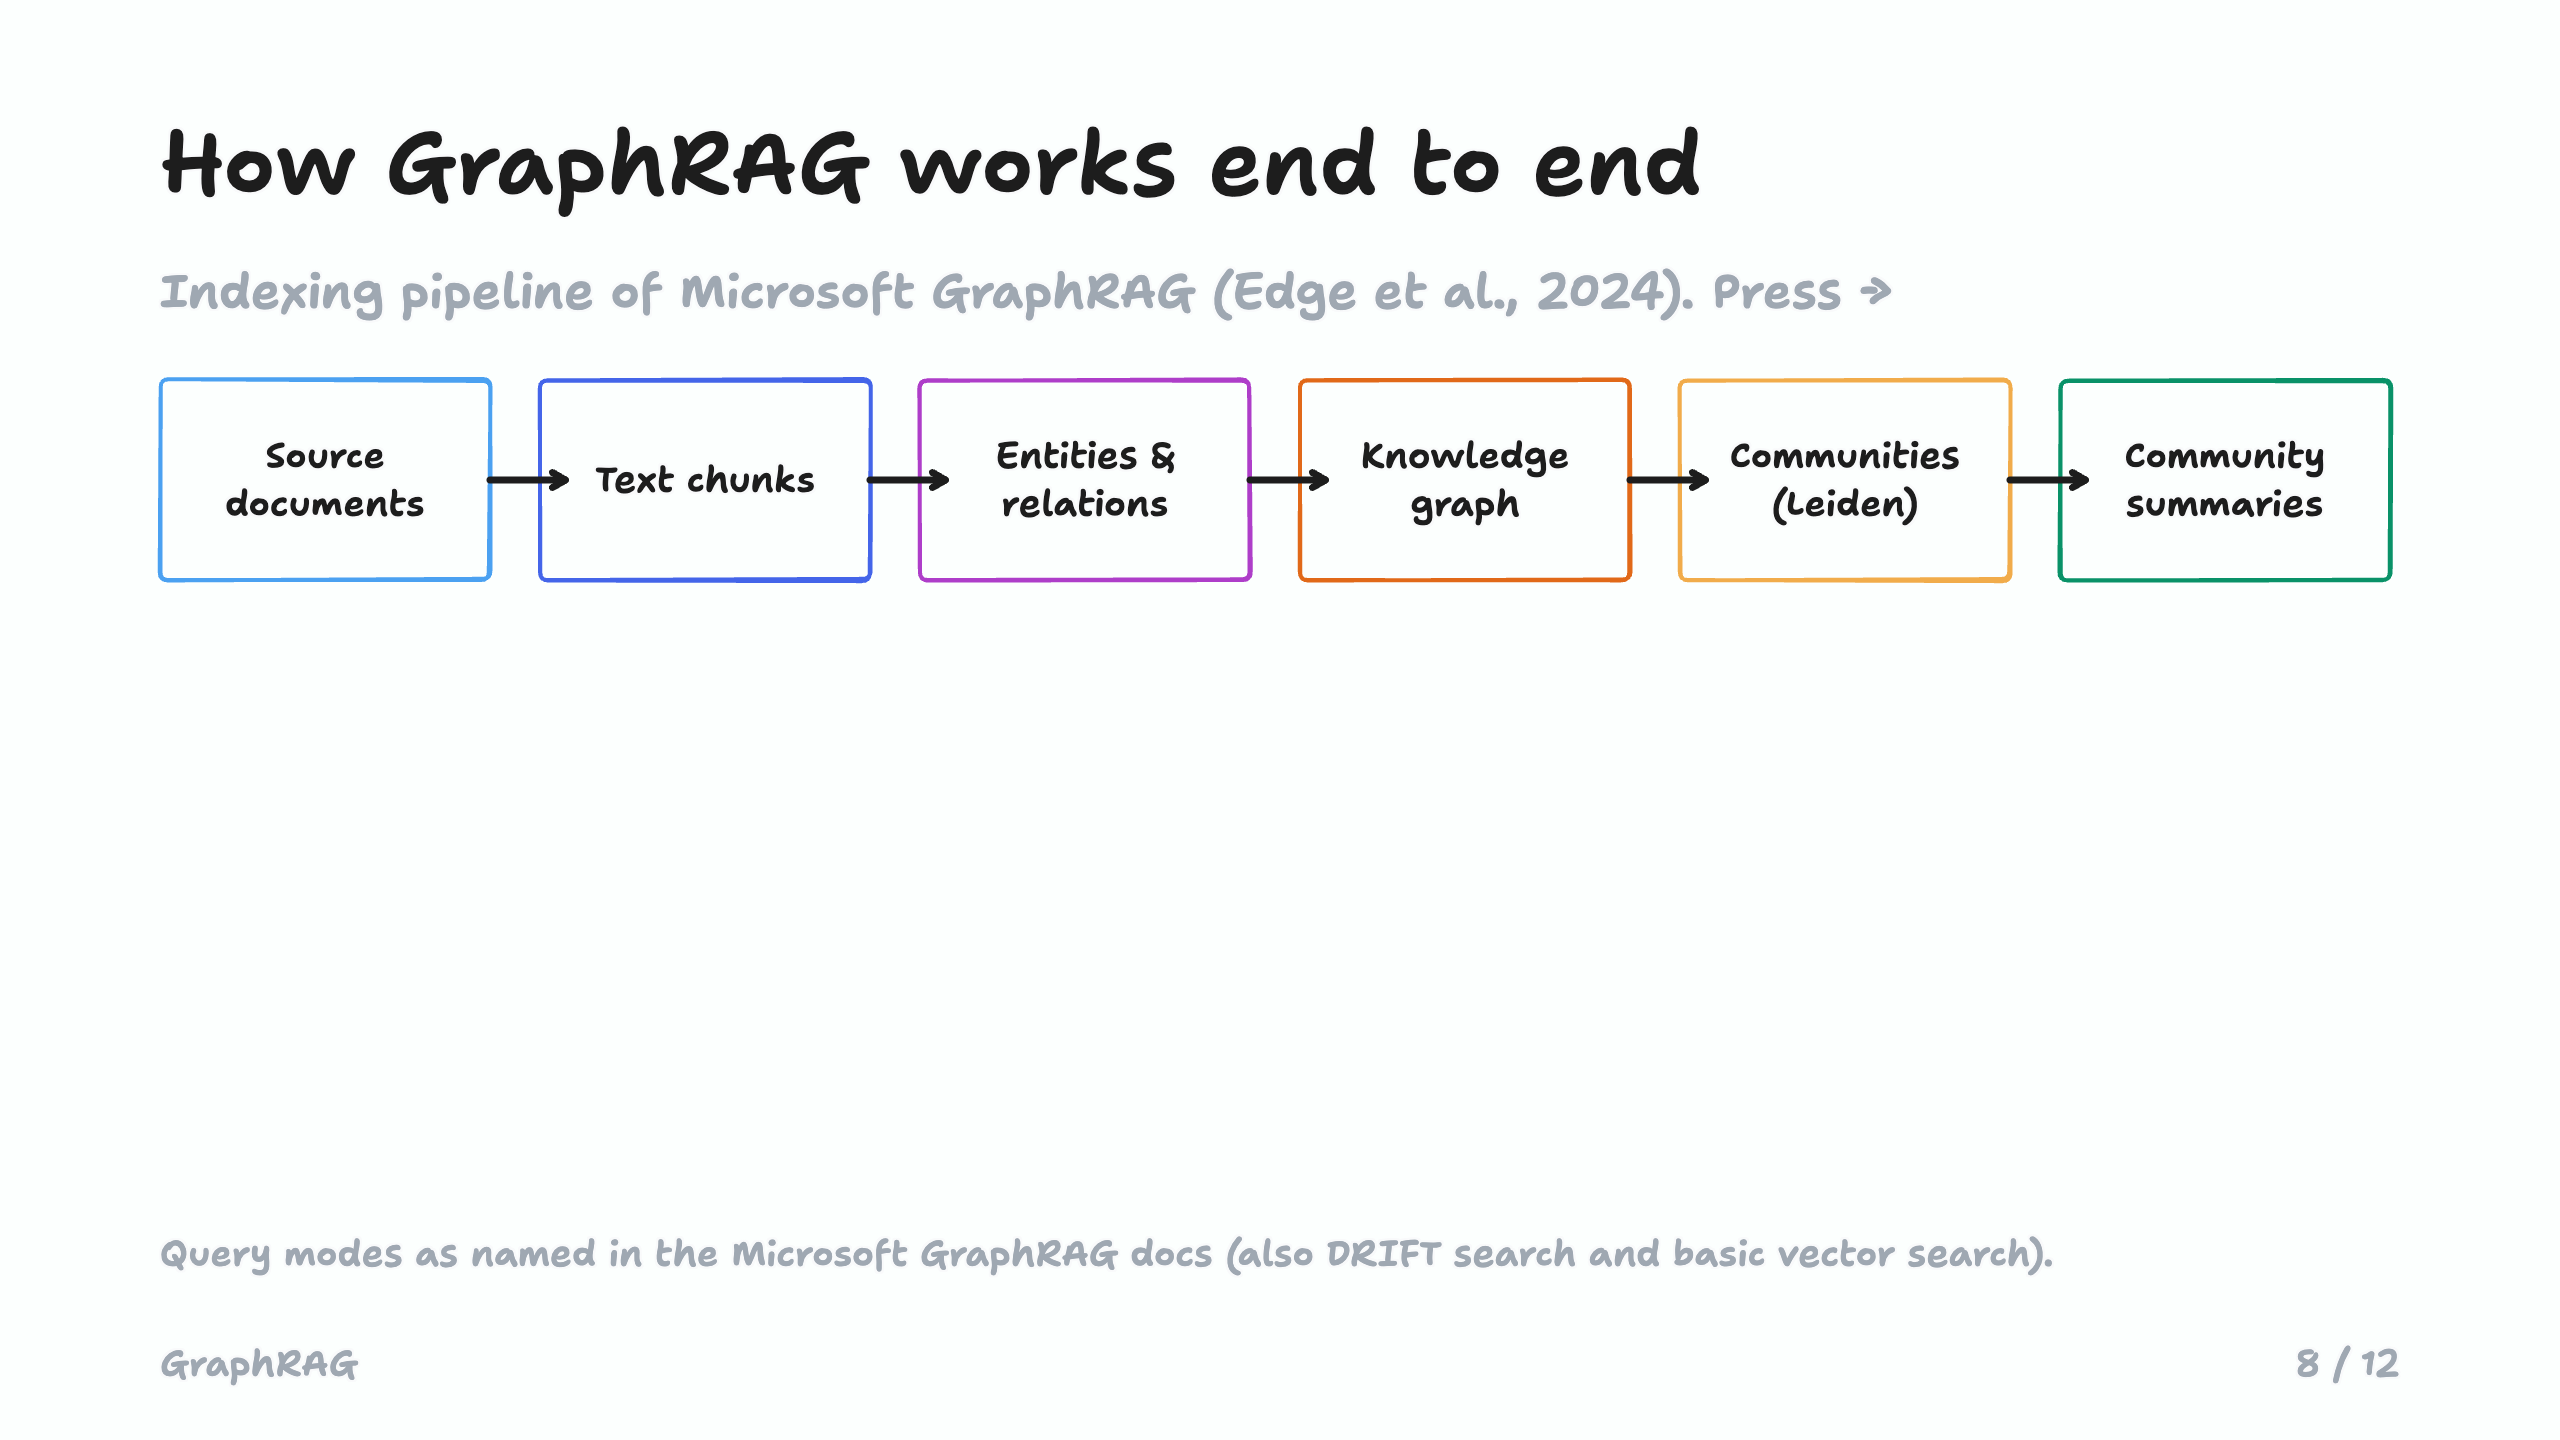 How GraphRAG works end to end
Indexing pipeline of Microsoft GraphRAG (Edge et al., 2024). Press →
Source
documents
Text chunks
Entities &
relations
Knowledge
graph
Communities
(Leiden)
Community
summaries
Query modes as named in the Microsoft GraphRAG docs (also DRIFT search and basic vector search).
GraphRAG
8 / 12